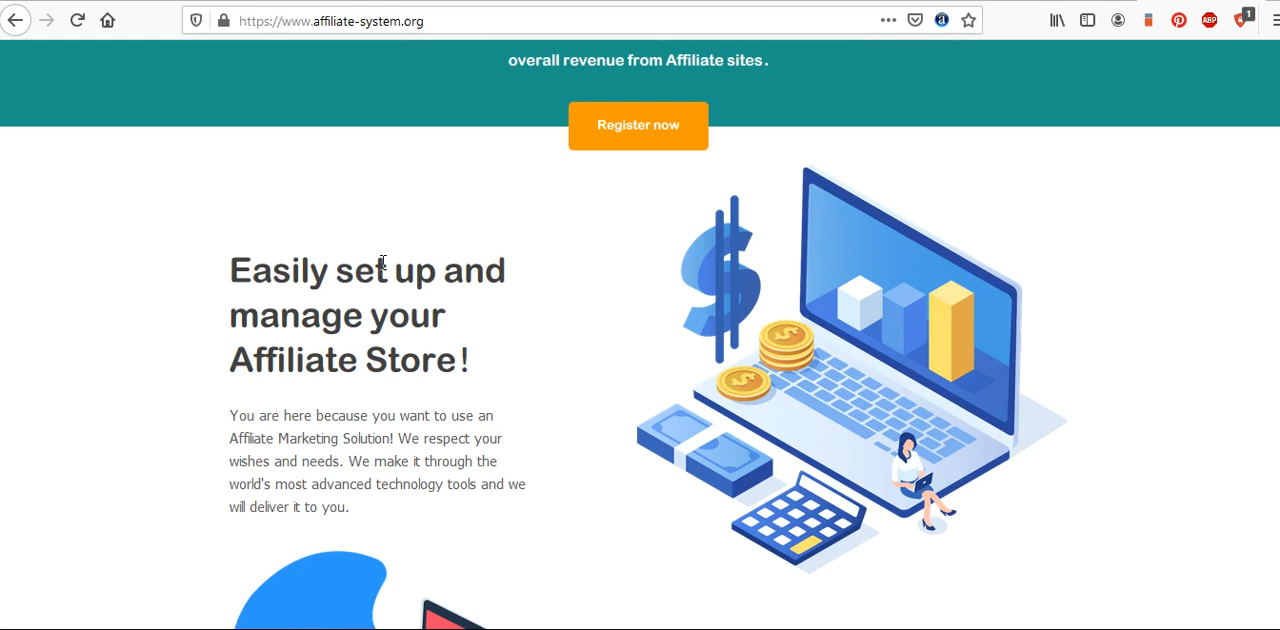 https://www.affiliate-system.org
ABP
1
overall revenue from Affiliate sites.
Register now
Easily set up and
manage your
Affiliate Store!
You are here because you want to use an
Affiliate Marketing Solution! We respect your
wishes and needs. We make it through the
world's most advanced technology tools and we
will deliver it to you.